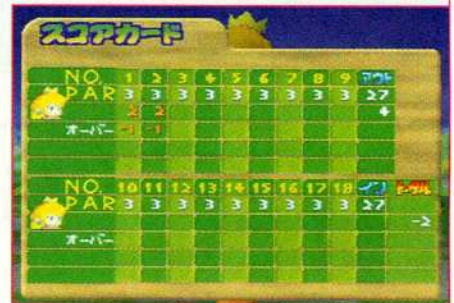 スコアカード
NO. 1 2 3 4 5 6 7 8 9 アウト
PAR 3 3 3 3 3 3 3 3 3 27
2 2 4
オーバー -1 -1
NO. 10 11 12 13 14 15 16 17 18 イン トータル
PAR 3 3 3 3 3 3 3 3 3 27
-2
オーバー